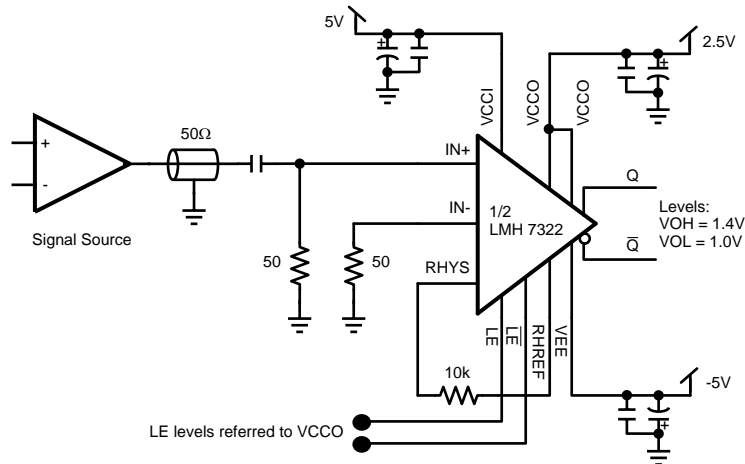 5V
2.5V
VCCI
VCCO
VCCO
50Ω
+
-
Signal Source
IN+
IN-
RHYS
1/2
LMH 7322
Q
Q̅
Levels:
VOH = 1.4V
VOL = 1.0V
50
50
LE
L̅E̅
RHREF
VEE
10k
-5V
LE levels referred to VCCO
+
+
+